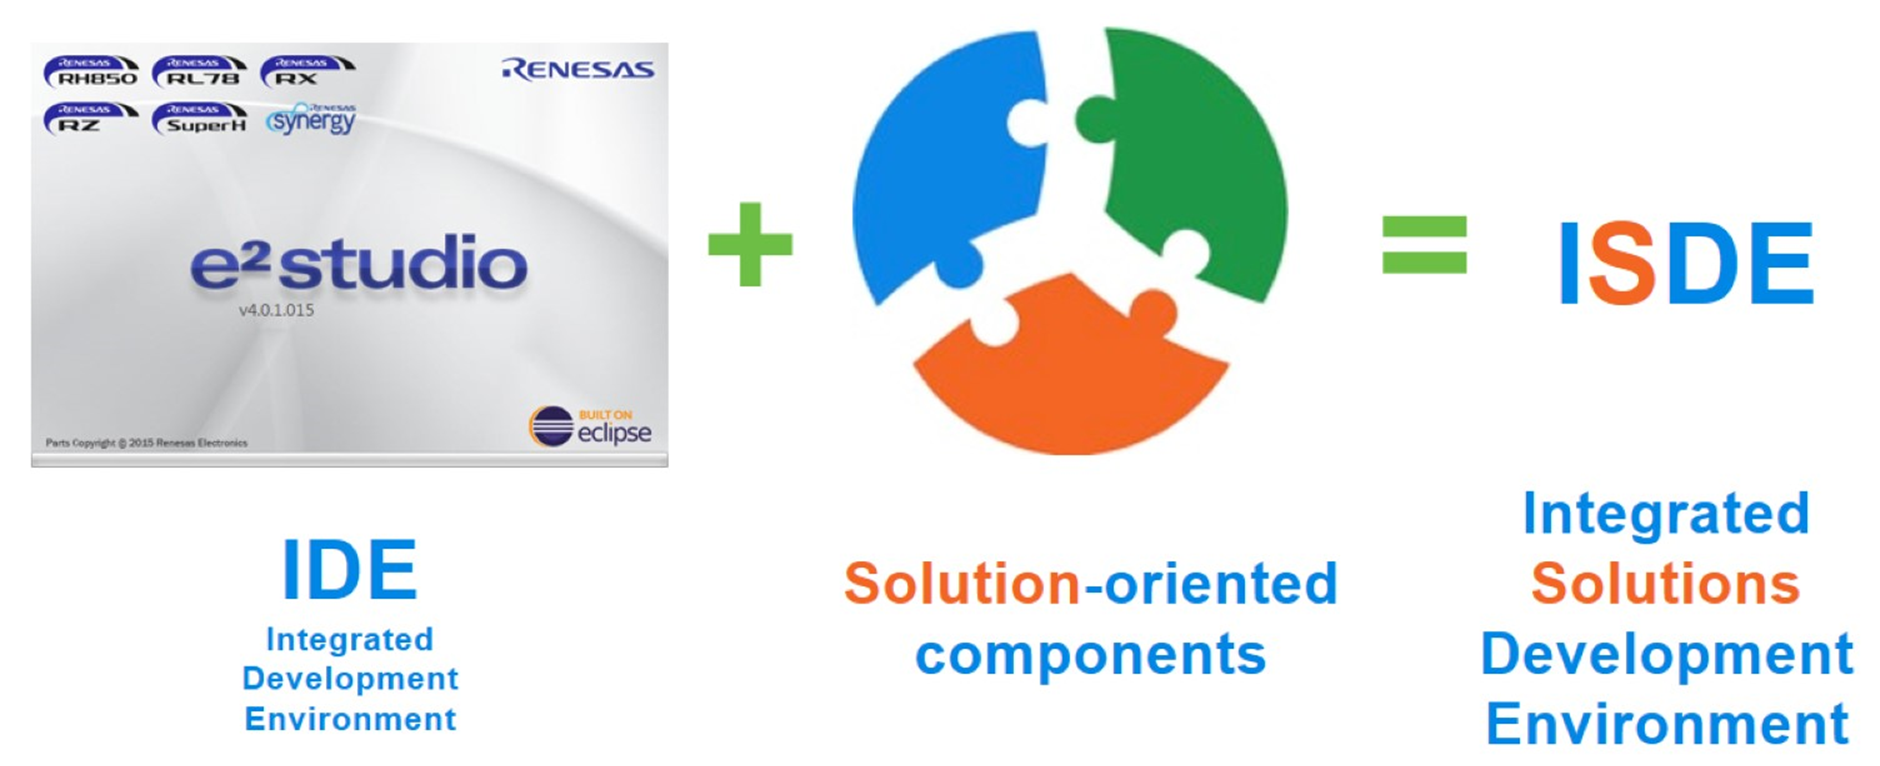 RENESAS RENESAS RENESAS
RH850 RL78 RX
RENESAS
RENESAS RENESAS RENESAS
RZ SuperH synergy
e² studio
v4.0.1.015
BUILT ON
eclipse
Parts Copyright © 2015 Renesas Electronics
IDE
Integrated
Development
Environment
+
Solution-oriented
components
=
ISDE
Integrated
Solutions
Development
Environment